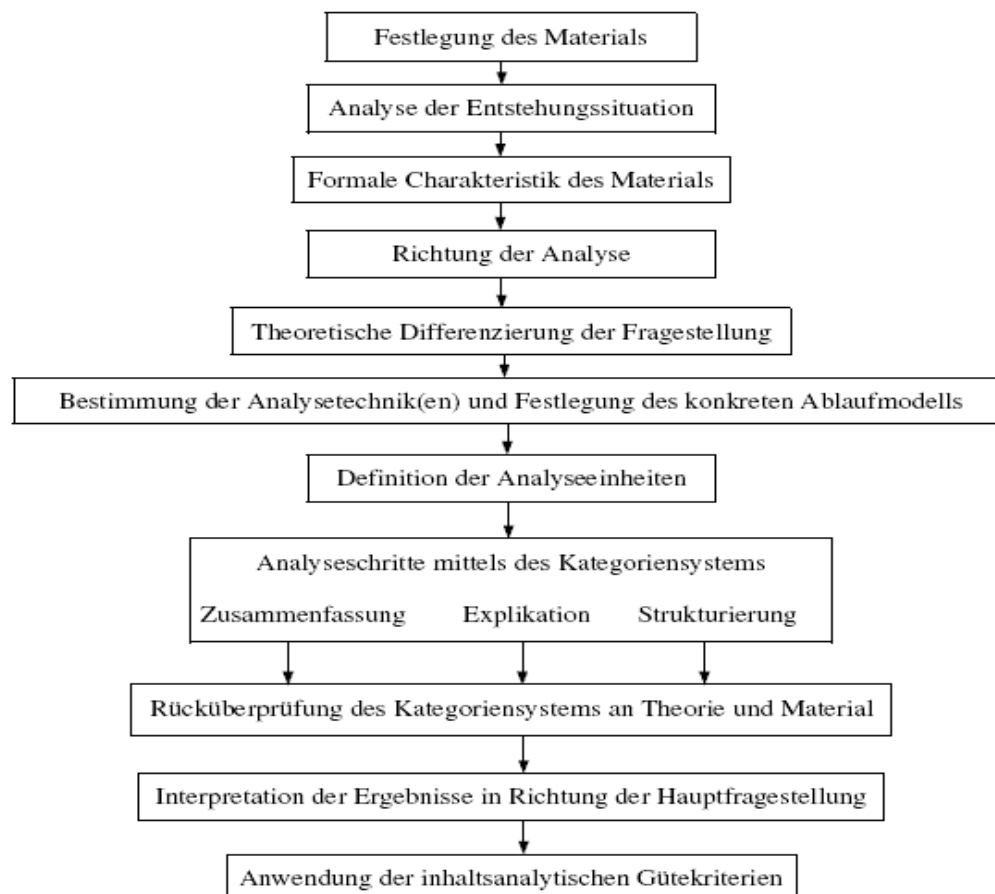 Festlegung des Materials
Analyse der Entstehungssituation
Formale Charakteristik des Materials
Richtung der Analyse
Theoretische Differenzierung der Fragestellung
Bestimmung der Analysetechnik(en) und Festlegung des konkreten Ablaufmodells
Definition der Analyseeinheiten
Analyseschritte mittels des Kategoriensystems
Zusammenfassung Explikation Strukturierung
Rücküberprüfung des Kategoriensystems an Theorie und Material
Interpretation der Ergebnisse in Richtung der Hauptfragestellung
Anwendung der inhaltsanalytischen Gütekriterien